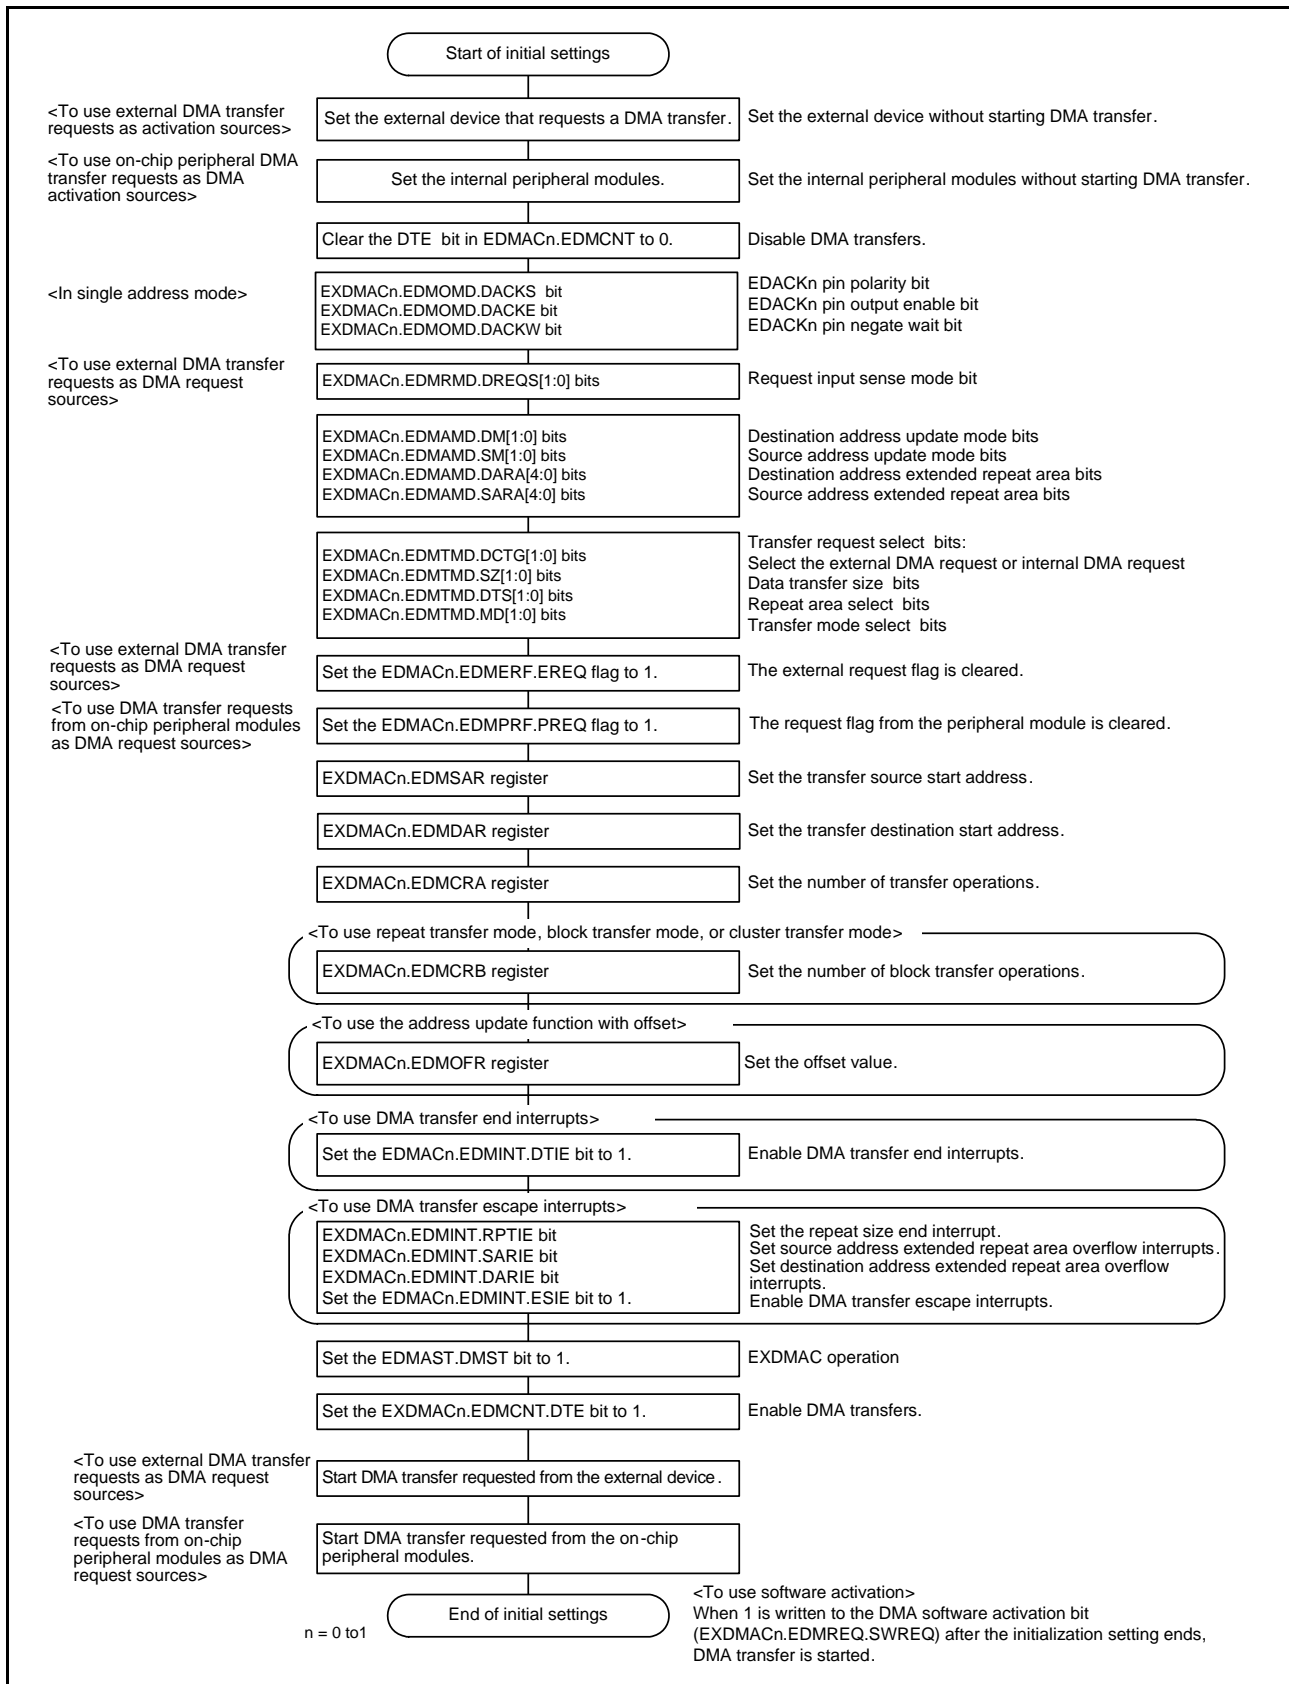 Start of initial settings
<To use external DMA transfer
requests as activation sources>
Set the external device that requests a DMA transfer.
Set the external device without starting DMA transfer.
<To use on-chip peripheral DMA
transfer requests as DMA
activation sources>
Set the internal peripheral modules.
Set the internal peripheral modules without starting DMA transfer.
Clear the DTE bit in EDMACn.EDMCNT to 0.
Disable DMA transfers.
<In single address mode>
EXDMACn.EDMOMD.DACKS bit
EXDMACn.EDMOMD.DACKE bit
EXDMACn.EDMOMD.DACKW bit
EDACKn pin polarity bit
EDACKn pin output enable bit
EDACKn pin negate wait bit
<To use external DMA transfer
requests as DMA request
sources>
EXDMACn.EDMRMD.DREQS[1:0] bits
Request input sense mode bit
EXDMACn.EDMAMD.DM[1:0] bits
EXDMACn.EDMAMD.SM[1:0] bits
EXDMACn.EDMAMD.DARA[4:0] bits
EXDMACn.EDMAMD.SARA[4:0] bits
Destination address update mode bits
Source address update mode bits
Destination address extended repeat area bits
Source address extended repeat area bits
EXDMACn.EDMTMD.DCTG[1:0] bits
EXDMACn.EDMTMD.SZ[1:0] bits
EXDMACn.EDMTMD.DTS[1:0] bits
EXDMACn.EDMTMD.MD[1:0] bits
Transfer request select bits:
Select the external DMA request or internal DMA request
Data transfer size bits
Repeat area select bits
Transfer mode select bits
<To use external DMA transfer
requests as DMA request
sources>
Set the EDMACn.EDMERF.EREQ flag to 1.
The external request flag is cleared.
<To use DMA transfer requests
from on-chip peripheral modules
as DMA request sources>
Set the EDMACn.EDMPRF.PREQ flag to 1.
The request flag from the peripheral module is cleared.
EXDMACn.EDMSAR register
Set the transfer source start address.
EXDMACn.EDMDAR register
Set the transfer destination start address.
EXDMACn.EDMCRA register
Set the number of transfer operations.
<To use repeat transfer mode, block transfer mode, or cluster transfer mode>
EXDMACn.EDMCRB register
Set the number of block transfer operations.
<To use the address update function with offset>
EXDMACn.EDMOFR register
Set the offset value.
<To use DMA transfer end interrupts>
Set the EDMACn.EDMINT.DTIE bit to 1.
Enable DMA transfer end interrupts.
<To use DMA transfer escape interrupts>
EXDMACn.EDMINT.RPTIE bit
EXDMACn.EDMINT.SARIE bit
EXDMACn.EDMINT.DARIE bit
Set the EDMACn.EDMINT.ESIE bit to 1.
Set the repeat size end interrupt.
Set source address extended repeat area overflow interrupts.
Set destination address extended repeat area overflow
interrupts.
Enable DMA transfer escape interrupts.
Set the EDMAST.DMST bit to 1.
EXDMAC operation
Set the EXDMACn.EDMCNT.DTE bit to 1.
Enable DMA transfers.
<To use external DMA transfer
requests as DMA request
sources>
Start DMA transfer requested from the external device.
<To use DMA transfer
requests from on-chip
peripheral modules as DMA
request sources>
Start DMA transfer requested from the on-chip
peripheral modules.
End of initial settings
n = 0 to1
<To use software activation>
When 1 is written to the DMA software activation bit
(EXDMACn.EDMREQ.SWREQ) after the initialization setting ends,
DMA transfer is started.